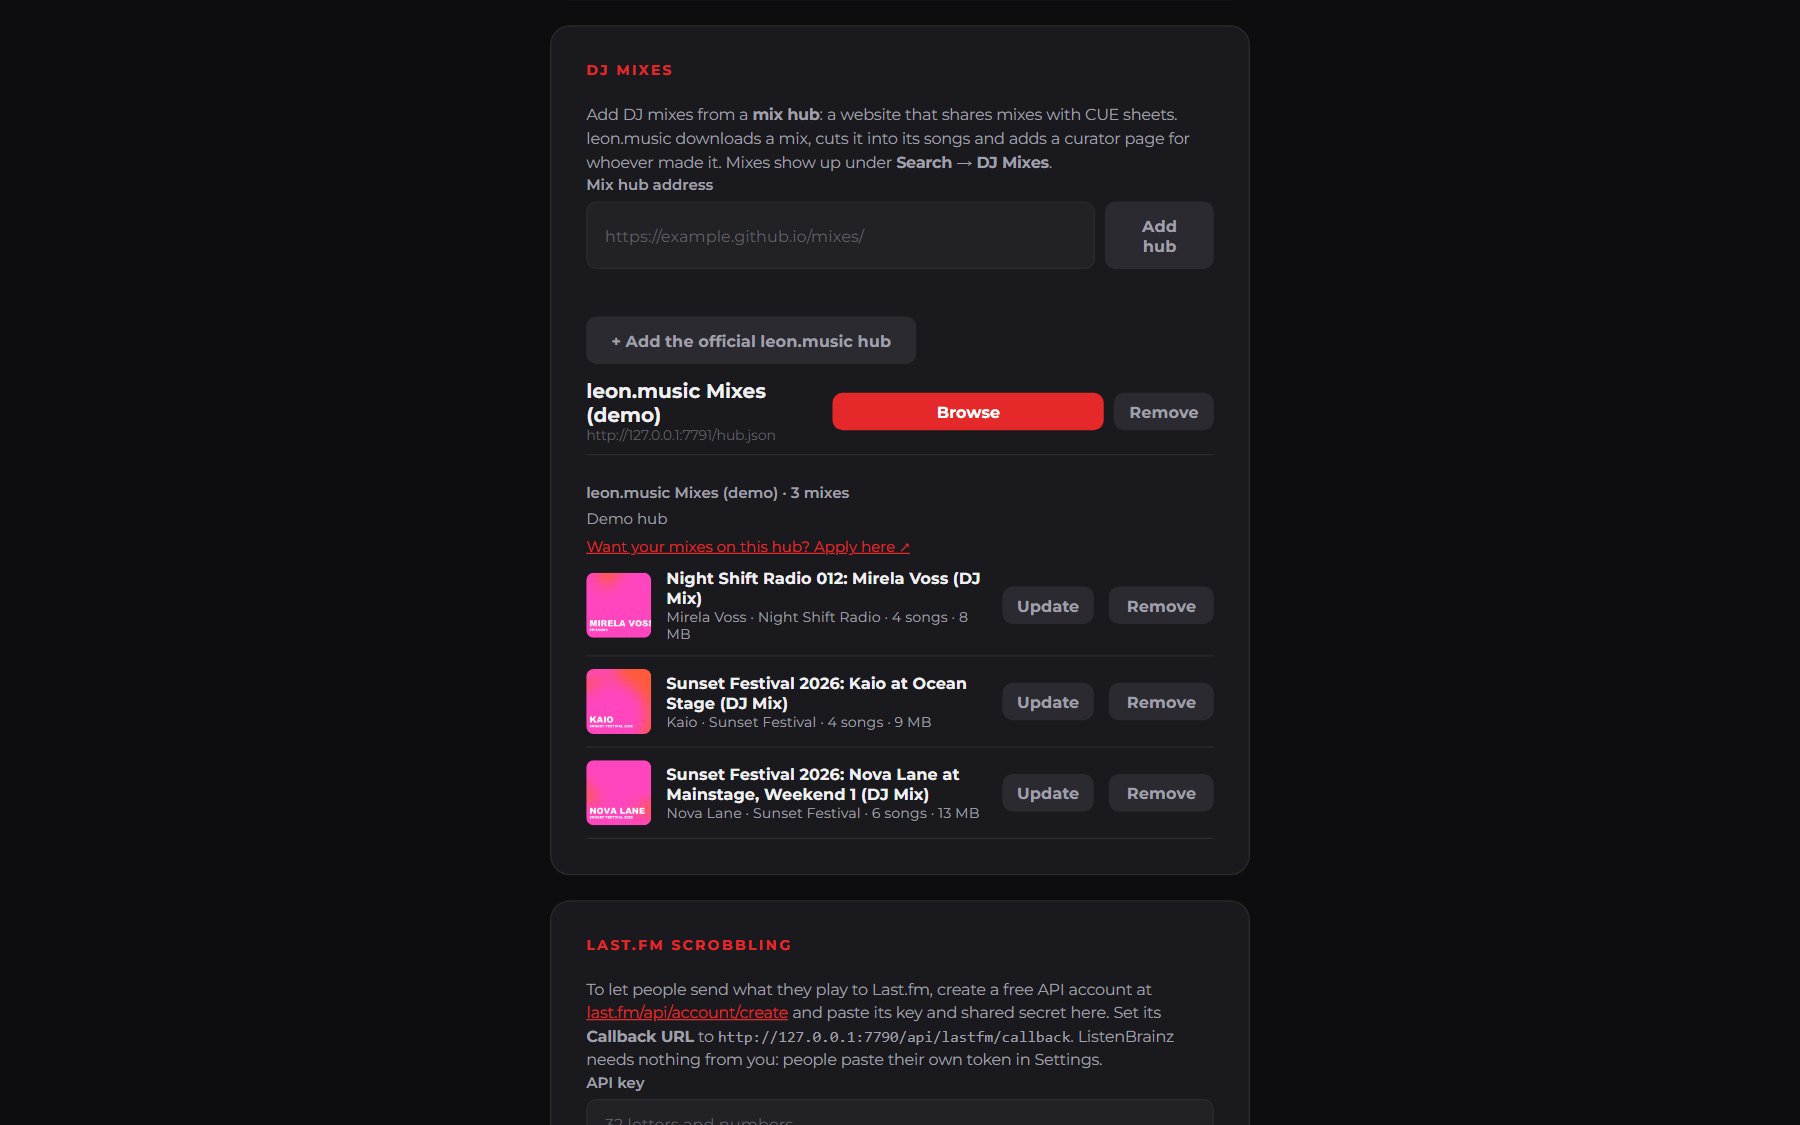 DJ MIXES
Add DJ mixes from a mix hub: a website that shares mixes with CUE sheets.
leon.music downloads a mix, cuts it into its songs and adds a curator page for
whoever made it. Mixes show up under Search → DJ Mixes.
Mix hub address
https://example.github.io/mixes/
Add
hub
+ Add the official leon.music hub
leon.music Mixes
(demo)
http://127.0.0.1:7791/hub.json
Browse
Remove
leon.music Mixes (demo) · 3 mixes
Demo hub
Want your mixes on this hub? Apply here ↗
MIRELA VOSS
Night Shift Radio 012: Mirela Voss (DJ
Mix)
Mirela Voss · Night Shift Radio · 4 songs · 8
MB
Update
Remove
KAIO
SUNSET FESTIVAL 2026
Sunset Festival 2026: Kaio at Ocean
Stage (DJ Mix)
Kaio · Sunset Festival · 4 songs · 9 MB
Update
Remove
NOVA LANE
SUNSET FESTIVAL 2026
Sunset Festival 2026: Nova Lane at
Mainstage, Weekend 1 (DJ Mix)
Nova Lane · Sunset Festival · 6 songs · 13 MB
Update
Remove
LAST.FM SCROBBLING
To let people send what they play to Last.fm, create a free API account at
last.fm/api/account/create and paste its key and shared secret here. Set its
Callback URL to http://127.0.0.1:7790/api/lastfm/callback. ListenBrainz
needs nothing from you: people paste their own token in Settings.
API key
32 letters and numbers